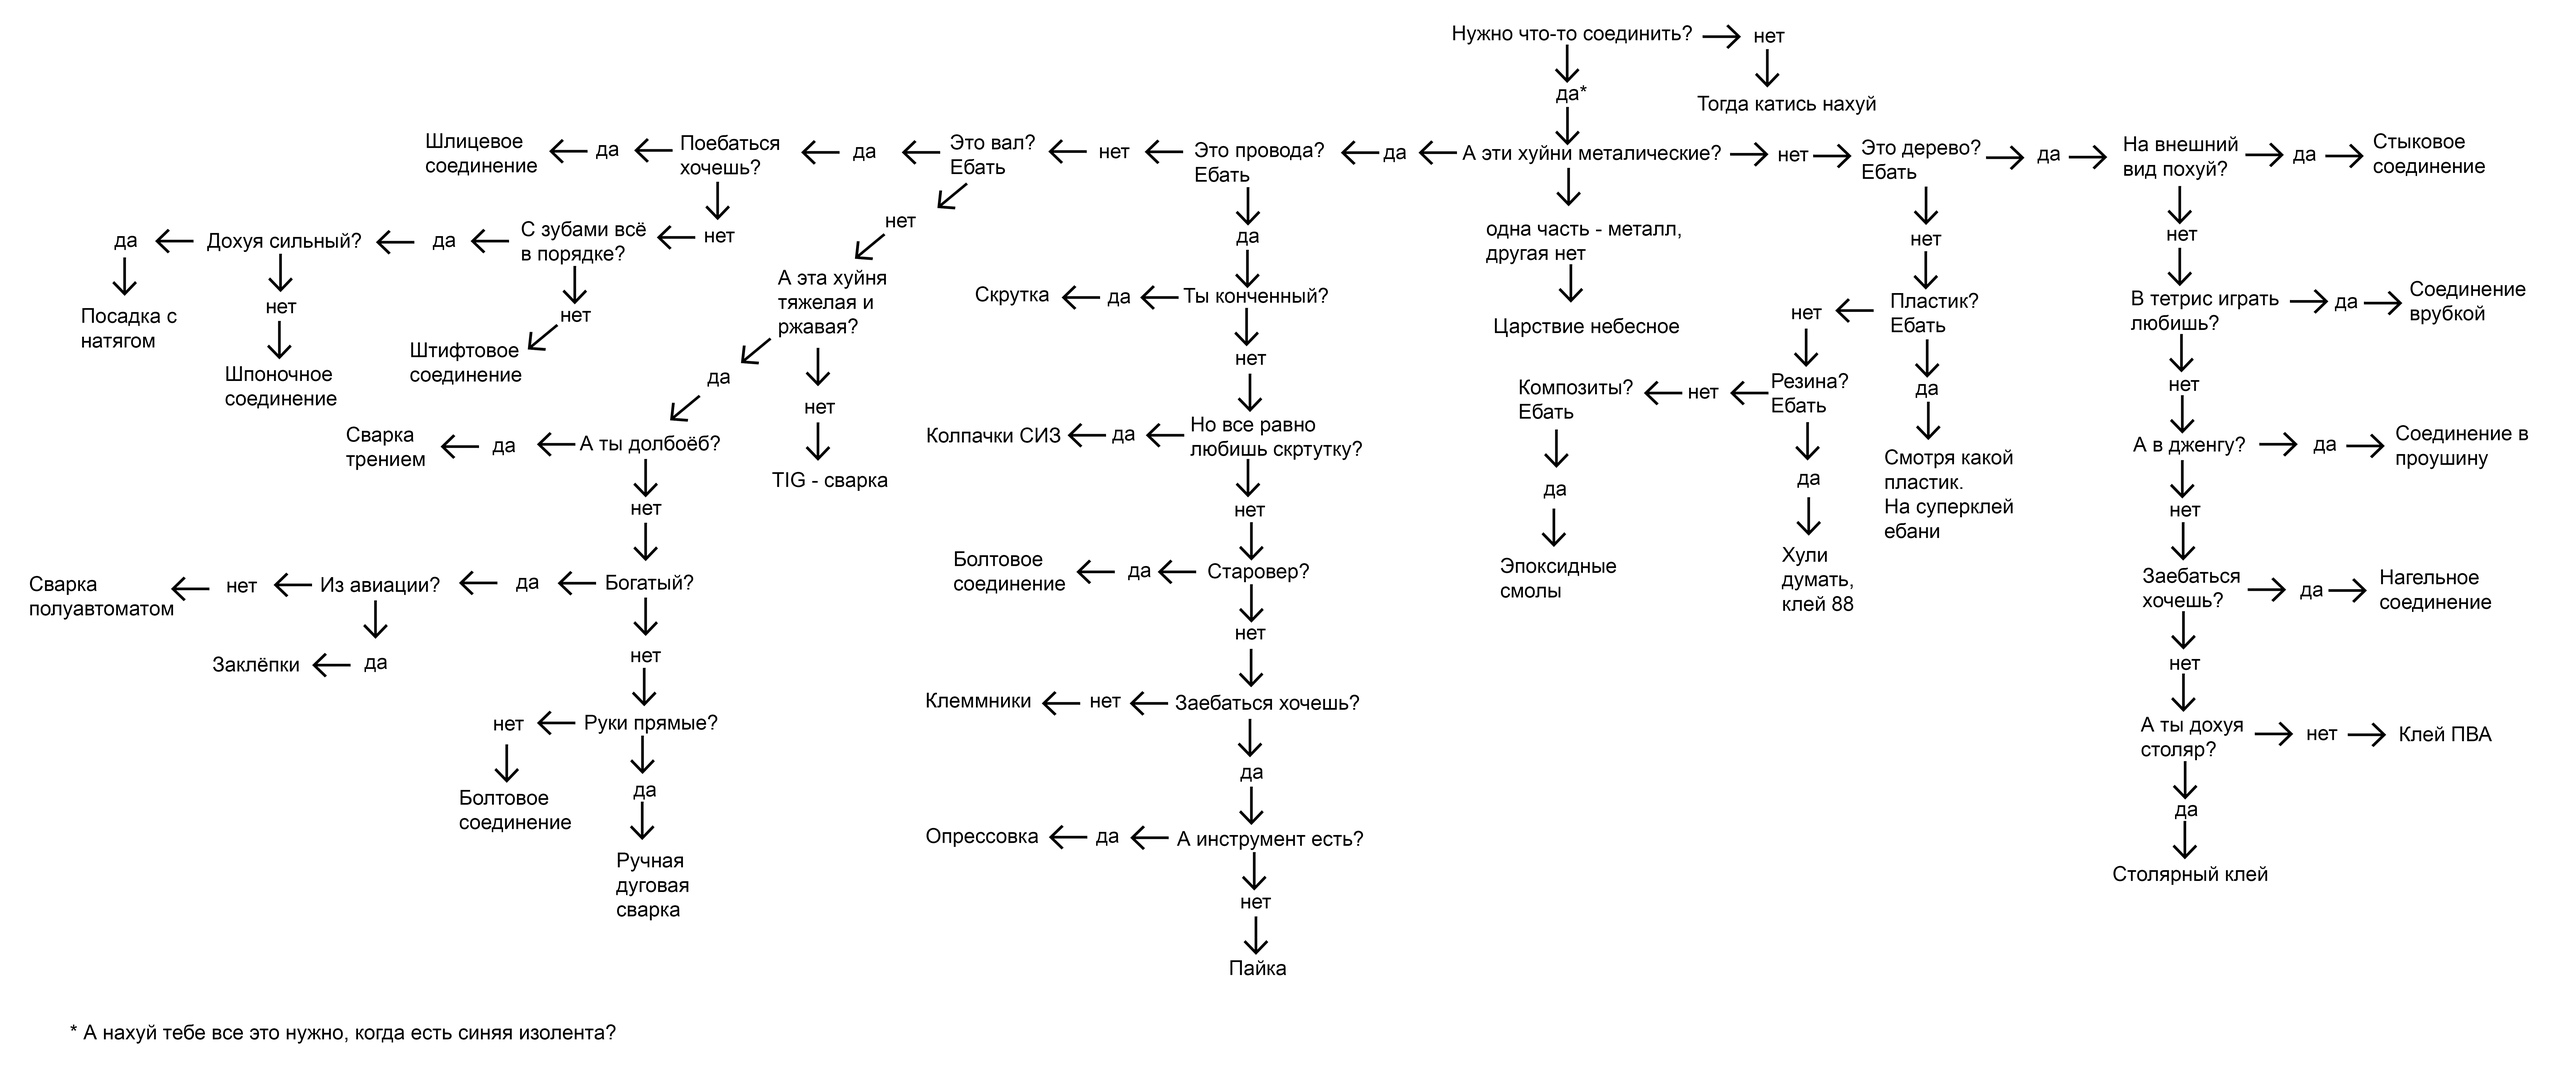 Нужно что-то соединить?
нет
Тогда катись нахуй
да*
А эти хуйни металические?
да
Это провода?
Ебать
нет
Это вал?
Ебать
да
Поебаться
хочешь?
да
Шлицевое
соединение
нет
С зубами всё
в порядке?
да
Дохуя сильный?
да
Посадка с
натягом
нет
Шпоночное
соединение
нет
Штифтовое
соединение
нет
А эта хуйня
тяжелая и
ржавая?
нет
TIG - сварка
да
А ты долбоёб?
да
Сварка
трением
нет
Богатый?
да
Из авиации?
нет
Сварка
полуавтоматом
да
Заклёпки
нет
Руки прямые?
нет
Болтовое
соединение
да
Ручная
дуговая
сварка
да
Ты конченный?
да
Скрутка
нет
Но все равно
любишь скртутку?
да
Колпачки СИЗ
нет
Старовер?
да
Болтовое
соединение
нет
Заебаться хочешь?
нет
Клеммники
да
А инструмент есть?
да
Опрессовка
нет
Пайка
одна часть - металл,
другая нет
Царствие небесное
нет
Это дерево?
Ебать
нет
Пластик?
Ебать
да
Смотря какой
пластик.
На суперклей
ебани
нет
Резина?
Ебать
да
Хули
думать,
клей 88
нет
Композиты?
Ебать
да
Эпоксидные
смолы
да
На внешний
вид похуй?
да
Стыковое
соединение
нет
В тетрис играть
любишь?
да
Соединение
врубкой
нет
А в дженгу?
да
Соединение в
проушину
нет
Заебаться
хочешь?
да
Нагельное
соединение
нет
А ты дохуя
столяр?
нет
Клей ПВА
да
Столярный клей
* А нахуй тебе все это нужно, когда есть синяя изолента?